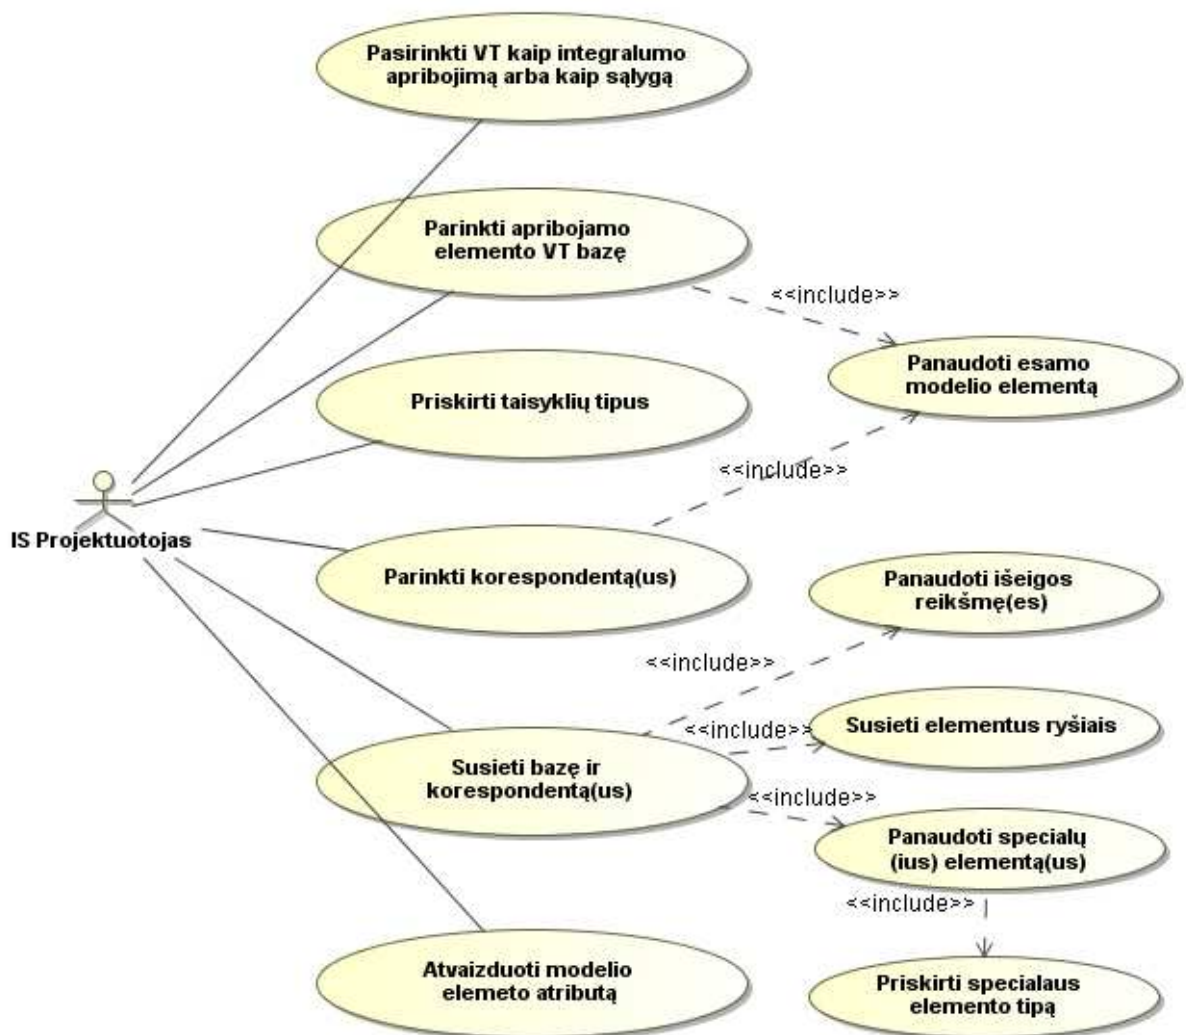 Pasirinkti VT kaip integralumo
apribojimą arba kaip sąlygą
Parinkti apribojamo
elemento VT bazę
<<include>>
Panaudoti esamo
modelio elementą
Priskirti taisyklių tipus
<<include>>
IS Projektuotojas
Parinkti korespondentą(us)
Panaudoti išeigos
reikšmę(es)
<<include>>
Susieti elementus ryšiais
<<include>>
Susieti bazę ir
korespondentą(us)
<<include>>
Panaudoti specialų
(ius) elementą(us)
<<include>>
Atvaizduoti modelio
elemeto atributą
Priskirti specialaus
elemento tipą